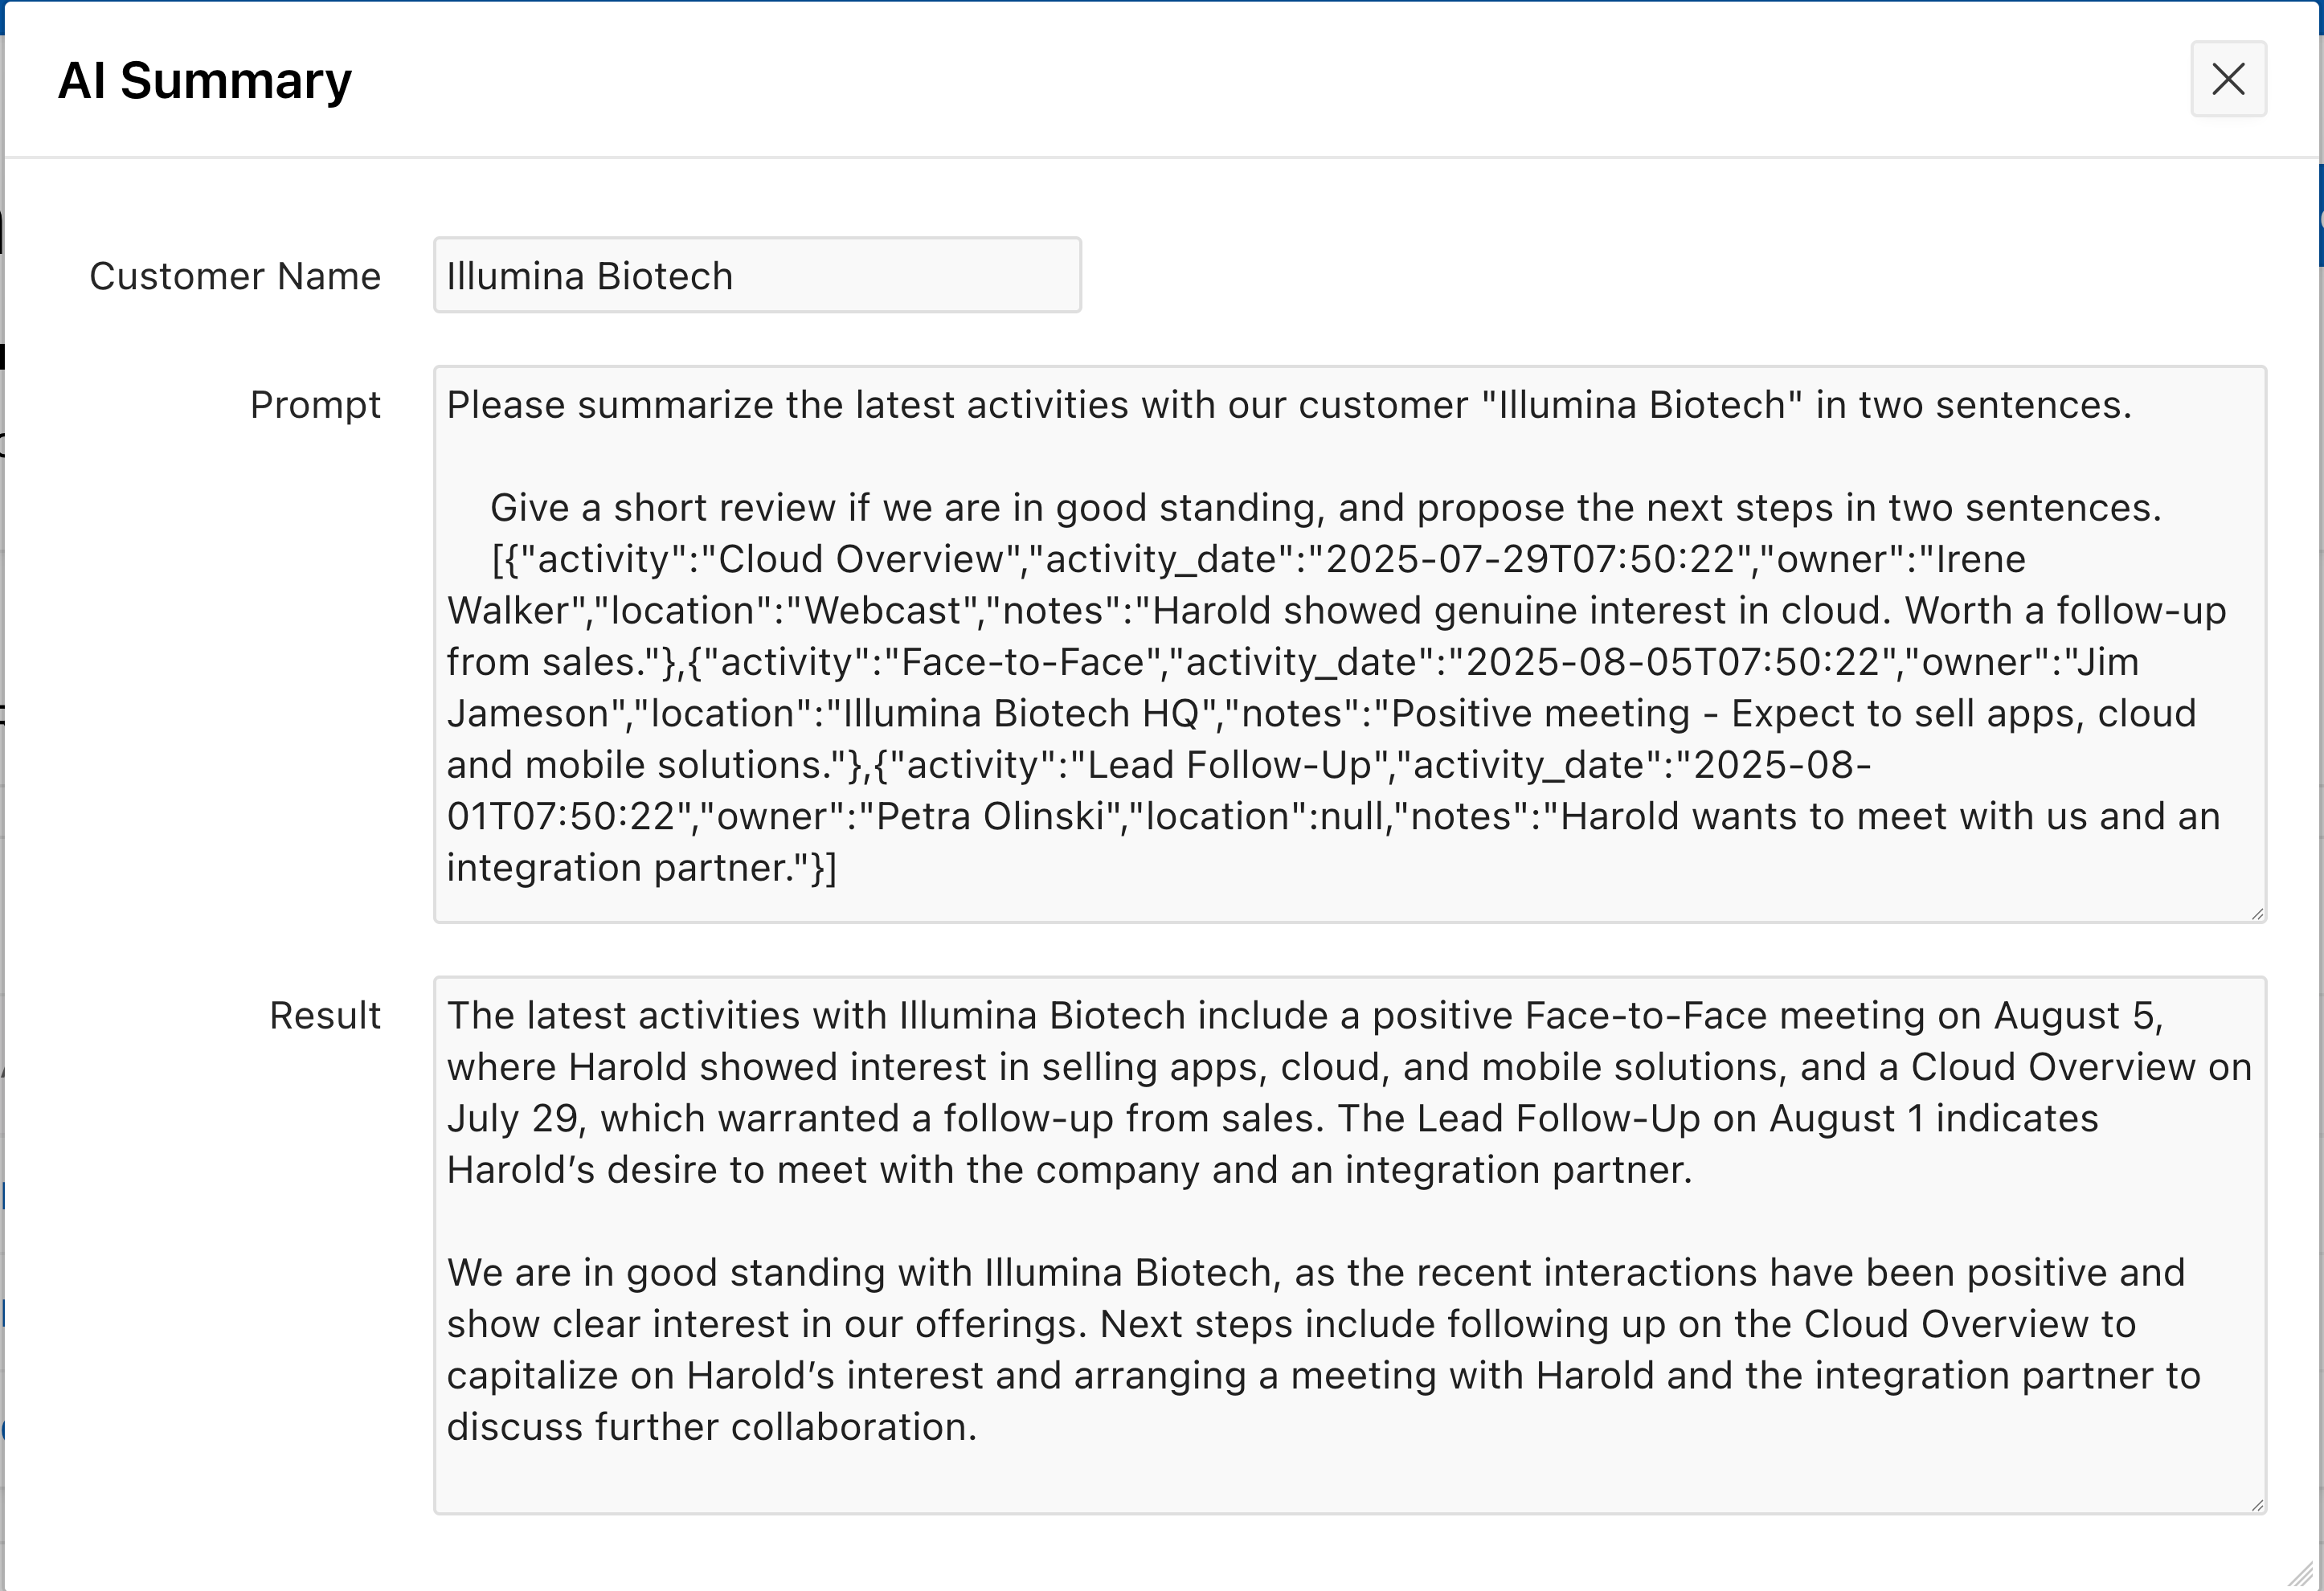 AI Summary
Customer Name
Illumina Biotech
Prompt
Please summarize the latest activities with our customer "Illumina Biotech" in two sentences.
Give a short review if we are in good standing, and propose the next steps in two sentences.
[{"activity":"Cloud Overview","activity_date":"2025-07-29T07:50:22","owner":"Irene
Walker","location":"Webcast","notes":"Harold showed genuine interest in cloud. Worth a follow-up
from sales."},{"activity":"Face-to-Face","activity_date":"2025-08-05T07:50:22","owner":"Jim
Jameson","location":"Illumina Biotech HQ","notes":"Positive meeting - Expect to sell apps, cloud
and mobile solutions."},{"activity":"Lead Follow-Up","activity_date":"2025-08-
01T07:50:22","owner":"Petra Olinski","location":null,"notes":"Harold wants to meet with us and an
integration partner."}]
Result
The latest activities with Illumina Biotech include a positive Face-to-Face meeting on August 5,
where Harold showed interest in selling apps, cloud, and mobile solutions, and a Cloud Overview on
July 29, which warranted a follow-up from sales. The Lead Follow-Up on August 1 indicates
Harold’s desire to meet with the company and an integration partner.
We are in good standing with Illumina Biotech, as the recent interactions have been positive and
show clear interest in our offerings. Next steps include following up on the Cloud Overview to
capitalize on Harold’s interest and arranging a meeting with Harold and the integration partner to
discuss further collaboration.